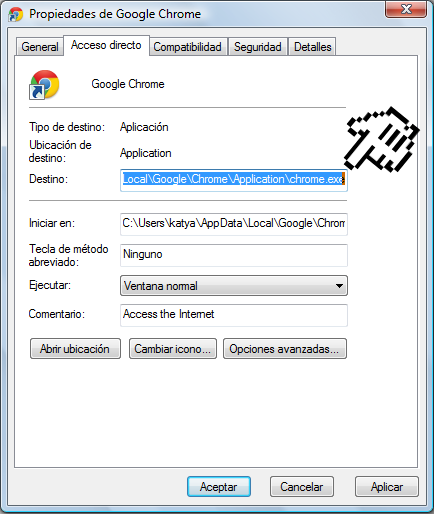 Propiedades de Google Chrome
General Acceso directo Compatibilidad Seguridad Detalles
Google Chrome
Tipo de destino: Aplicación
Ubicación de destino: Application
Destino: Local\Google\Chrome\Application\chrome.exe
Iniciar en: C:\Users\katya\AppData\Local\Google\Chrom
Tecla de método abreviado: Ninguno
Ejecutar: Ventana normal
Comentario: Access the Internet
Abrir ubicación Cambiar icono... Opciones avanzadas...
Aceptar Cancelar Aplicar